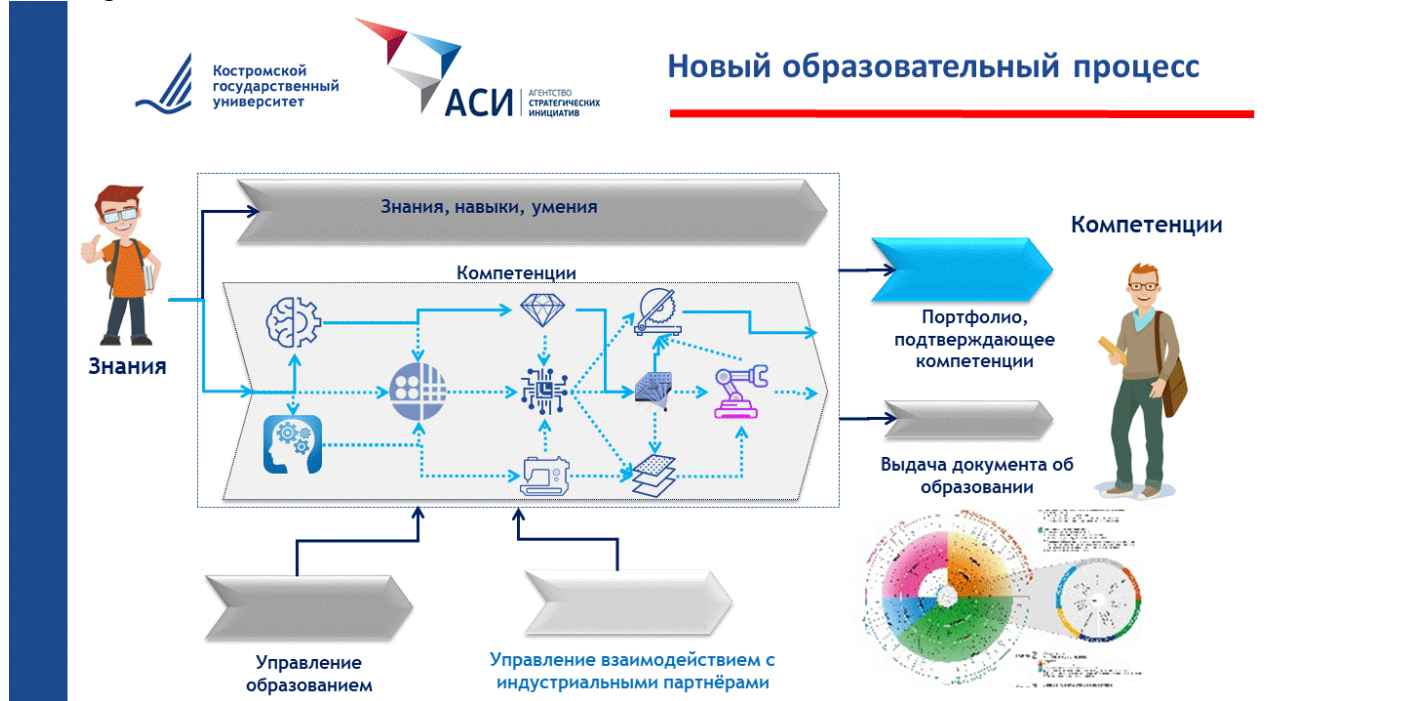 Костромской
государственный
университет
АСИ
АГЕНТСТВО
СТРАТЕГИЧЕСКИХ
ИНИЦИАТИВ
Новый образовательный процесс
Знания, навыки, умения
Компетенции
Компетенции
Знания
Портфолио,
подтверждающее
компетенции
Выдача документа об
образовании
Управление
образованием
Управление взаимодействием с
индустриальными партнёрами